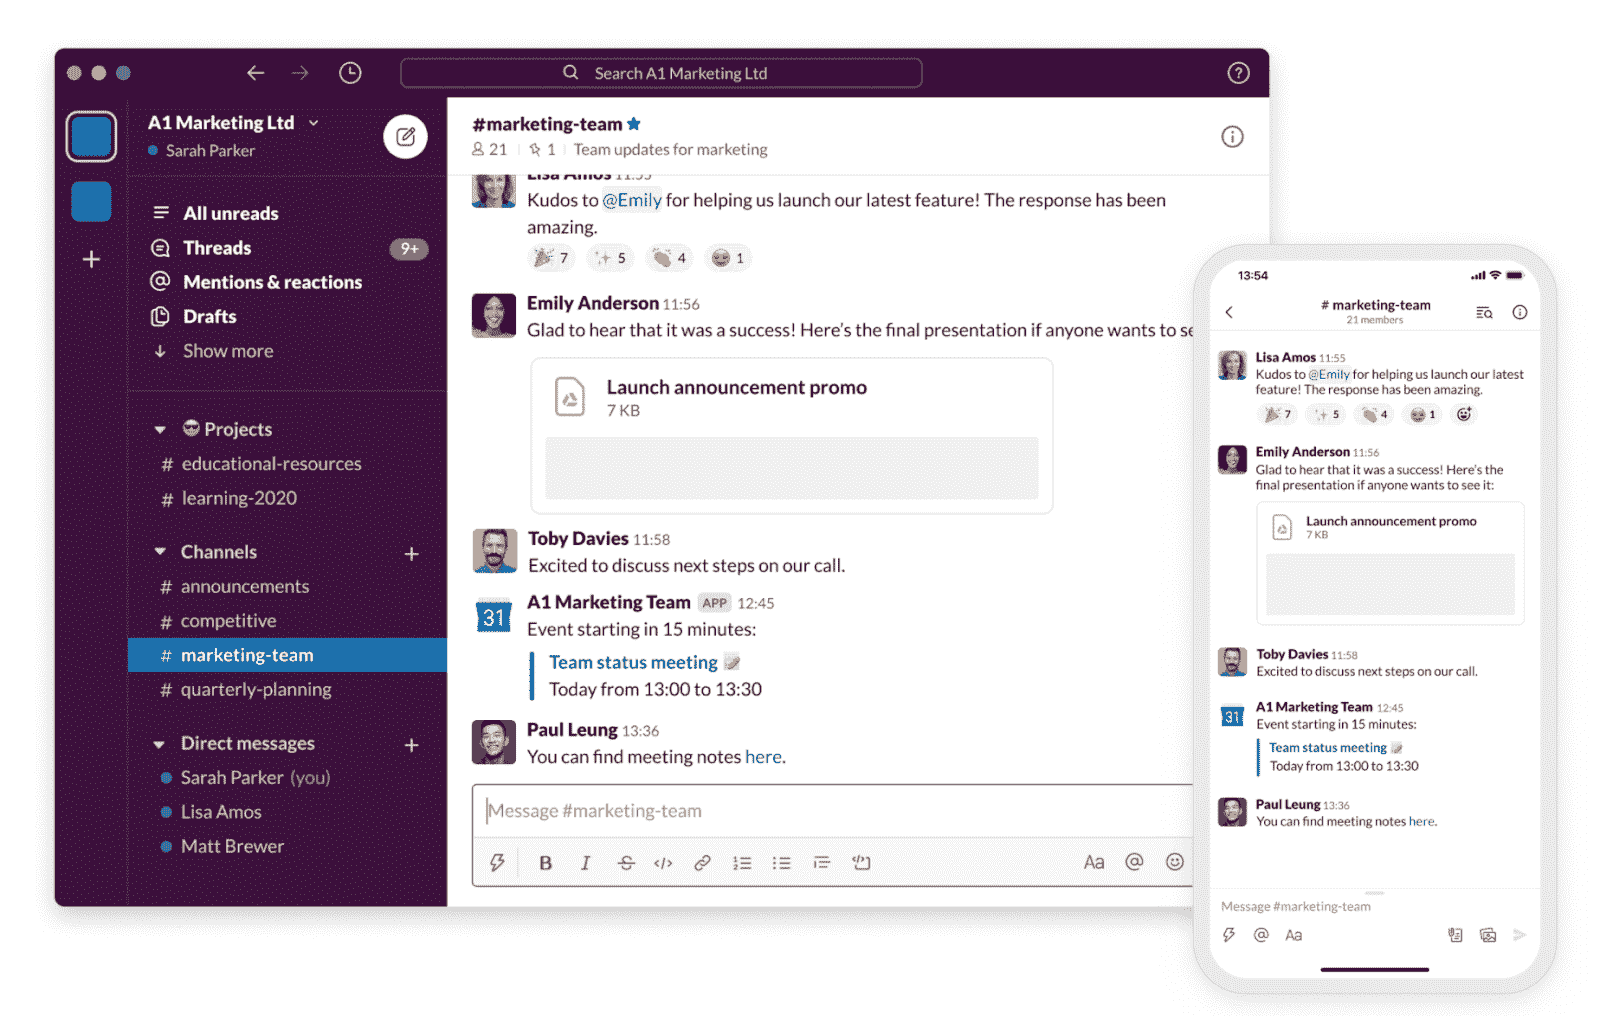 Search A1 Marketing Ltd
A1 Marketing Ltd
Sarah Parker
All unreads
Threads 9+
Mentions & reactions
Drafts
Show more
Projects
# educational-resources
# learning-2020
Channels
# announcements
# competitive
# marketing-team
# quarterly-planning
Direct messages
Sarah Parker (you)
Lisa Amos
Matt Brewer
#marketing-team
21 1 Team updates for marketing
Lisa Amos 11:55
Kudos to @Emily for helping us launch our latest feature! The response has been
amazing.
7 5 4 1
Emily Anderson 11:56
Glad to hear that it was a success! Here's the final presentation if anyone wants to se
Launch announcement promo
7 KB
Toby Davies 11:58
Excited to discuss next steps on our call.
31
A1 Marketing Team APP 12:45
Event starting in 15 minutes:
Team status meeting
Today from 13:00 to 13:30
Paul Leung 13:36
You can find meeting notes here.
Message #marketing-team
B I S </> Aa @
13:54
# marketing-team
21 members
Lisa Amos 11:55
Kudos to @Emily for helping us launch our latest
feature! The response has been amazing.
7 5 4 1
Emily Anderson 11:56
Glad to hear that it was a success! Here's the
final presentation if anyone wants to see it:
Launch announcement promo
7 KB
Toby Davies 11:58
Excited to discuss next steps on our call.
31
A1 Marketing Team 12:45
Event starting in 15 minutes:
Team status meeting
Today from 13:00 to 13:30
Paul Leung 13:36
You can find meeting notes here.
Message #marketing-team
@ Aa